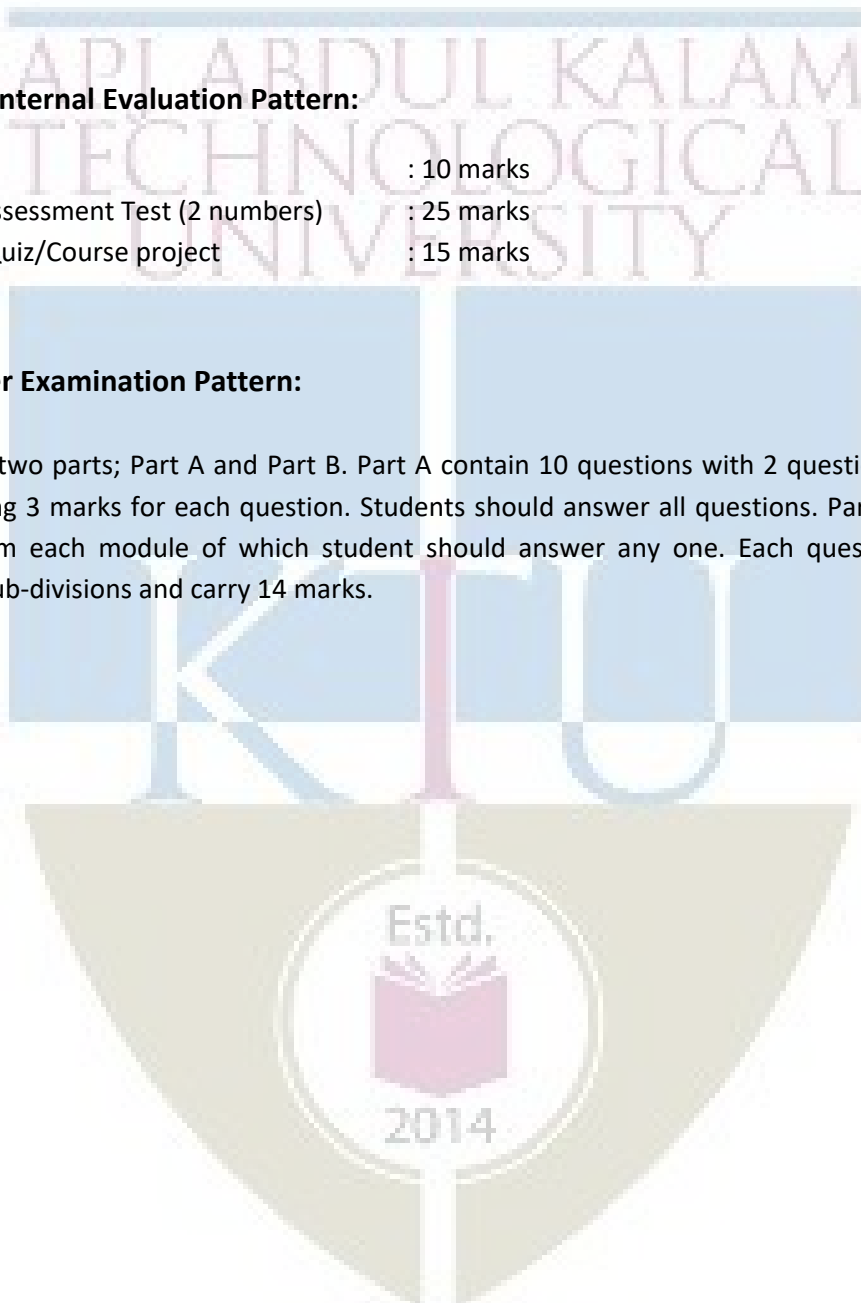 APJ ABDUL KALAM
TECHNOLOGICAL
UNIVERSITY
nternal Evaluation Pattern:
: 10 marks
ssessment Test (2 numbers) : 25 marks
uiz/Course project : 15 marks
r Examination Pattern:
two parts; Part A and Part B. Part A contain 10 questions with 2 questi
g 3 marks for each question. Students should answer all questions. Par
m each module of which student should answer any one. Each ques
ub-divisions and carry 14 marks.
KTU
Estd.
2014